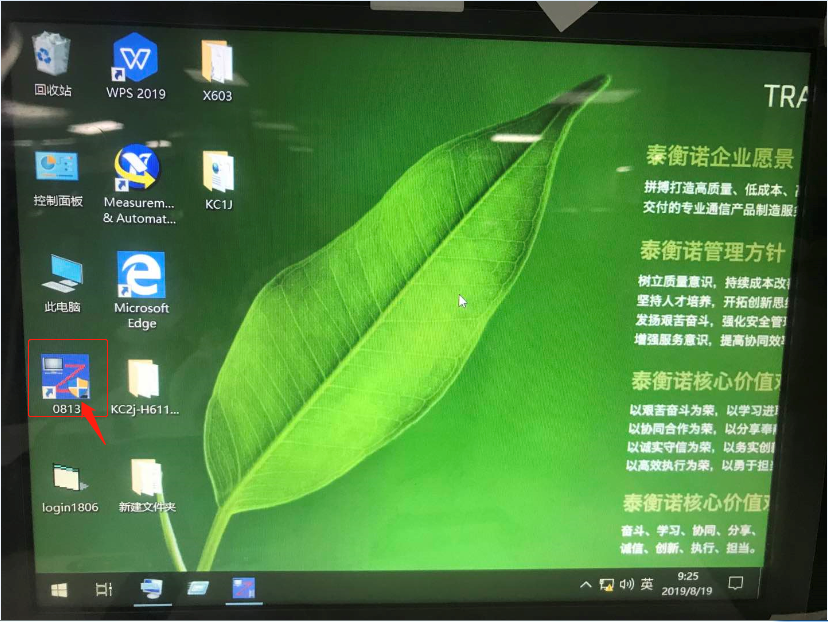 回收站
WPS 2019
X603
控制面板
Measurem...
& Automat...
KC1J
此电脑
Microsoft
Edge
0813
KC2j-H611...
login1806
新建文件夹
TRA
泰衡诺企业愿景
拼搏打造高质量、低成本、
交付的专业通信产品制造服
泰衡诺管理方针
树立质量意识，持续成本改
坚持人才培养，开拓创新思
发扬艰苦奋斗，强化安全管
增强服务意识，提高协同效
泰衡诺核心价值观
以艰苦奋斗为荣，以学习进
以协同合作为荣，以分享奉
以诚实守信为荣，以务实创
以高效执行为荣，以勇于担
泰衡诺核心价值观
奋斗、学习、协同、分享、
诚信、创新、执行、担当。
英
9:25
2019/8/19